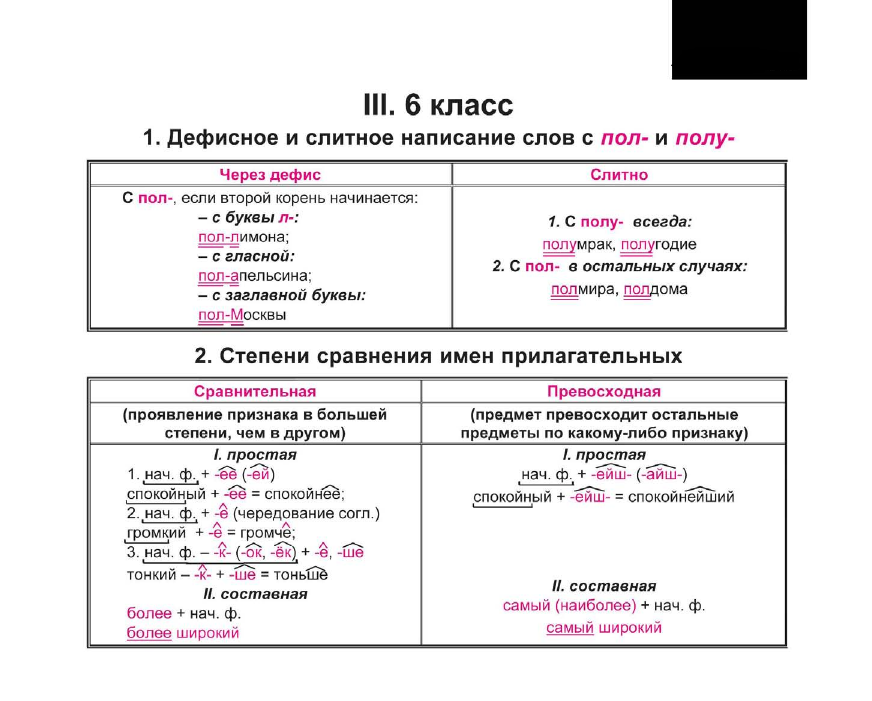 III. 6 класс
1. Дефисное и слитное написание слов с пол- и полу-
Через дефис
С пол-, если второй корень начинается:
– с буквы л-:
пол-лимона;
– с гласной:
пол-апельсина;
– с заглавной буквы:
пол-Москвы
Слитно
1. С полу- всегда:
полумрак, полугодие
2. С пол- в остальных случаях:
полмира, полдома
2. Степени сравнения имен прилагательных
Сравнительная
(проявление признака в большей
степени, чем в другом)
I. простая
1. нач. ф. + -ее (-ей)
спокойный + -ее = спокойнее;
2. нач. ф. + -е (чередование согл.)
громкий + -е = громче;
3. нач. ф. – -к- (-ок, -ёк) + -е, -ше
тонкий – -к- + -ше = тоньше
II. составная
более + нач. ф.
более широкий
Превосходная
(предмет превосходит остальные
предметы по какому-либо признаку)
I. простая
нач. ф. + -ейш- (-айш-)
спокойный + -ейш- = спокойнейший
II. составная
самый (наиболее) + нач. ф.
самый широкий